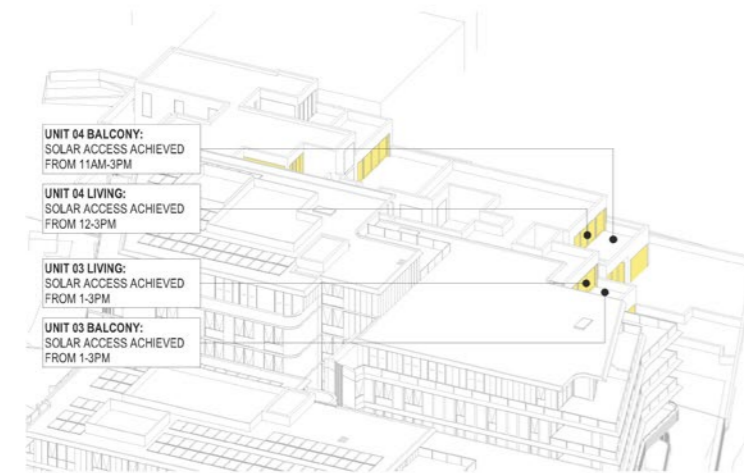 UNIT 04 BALCONY:
SOLAR ACCESS ACHIEVED
FROM 11AM-3PM
UNIT 04 LIVING:
SOLAR ACCESS ACHIEVED
FROM 12-3PM
UNIT 03 LIVING:
SOLAR ACCESS ACHIEVED
FROM 1-3PM
UNIT 03 BALCONY:
SOLAR ACCESS ACHIEVED
FROM 1-3PM